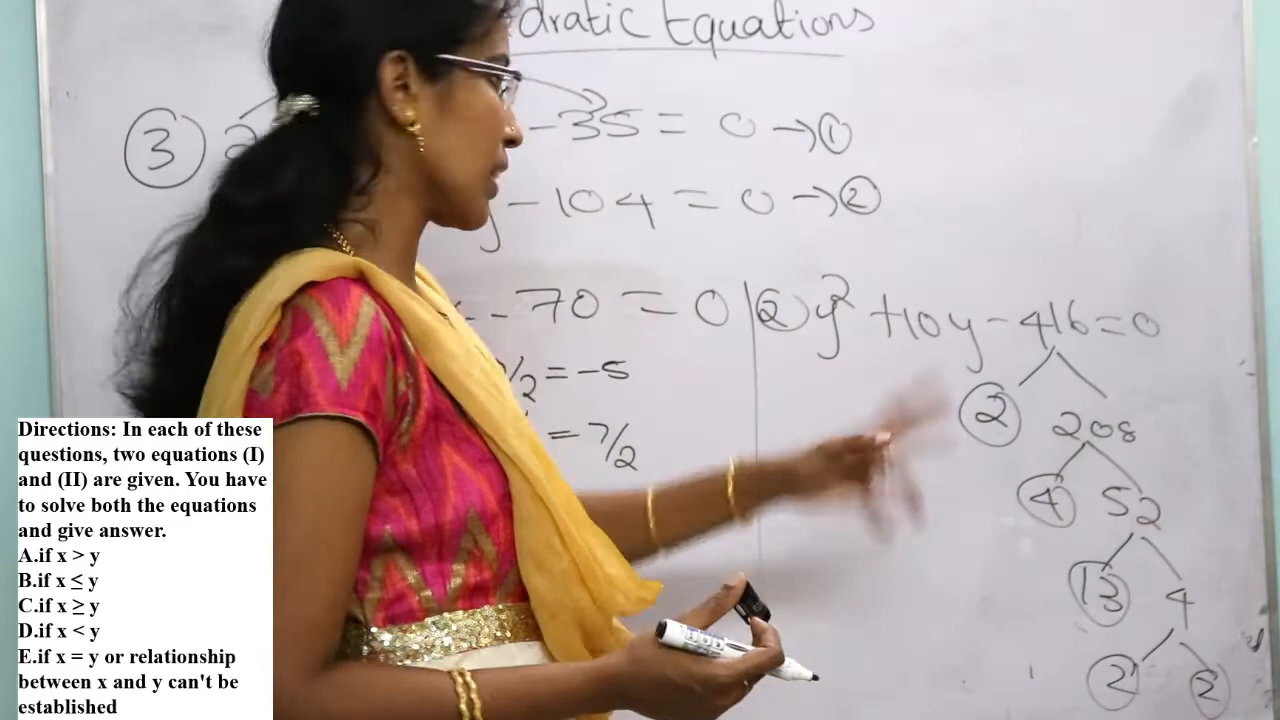 dratic Equations
③ 2 - 35 = 0 → ①
y - 104 = 0 → ②
- 70 = 0
② y² + 10y - 416 = 0
/2 = -5
2 208
= 7/2
4 52
13 4
2 2
Directions: In each of these
questions, two equations (I)
and (II) are given. You have
to solve both the equations
and give answer.
A.if x > y
B.if x ≤ y
C.if x ≥ y
D.if x < y
E.if x = y or relationship
between x and y can't be
established